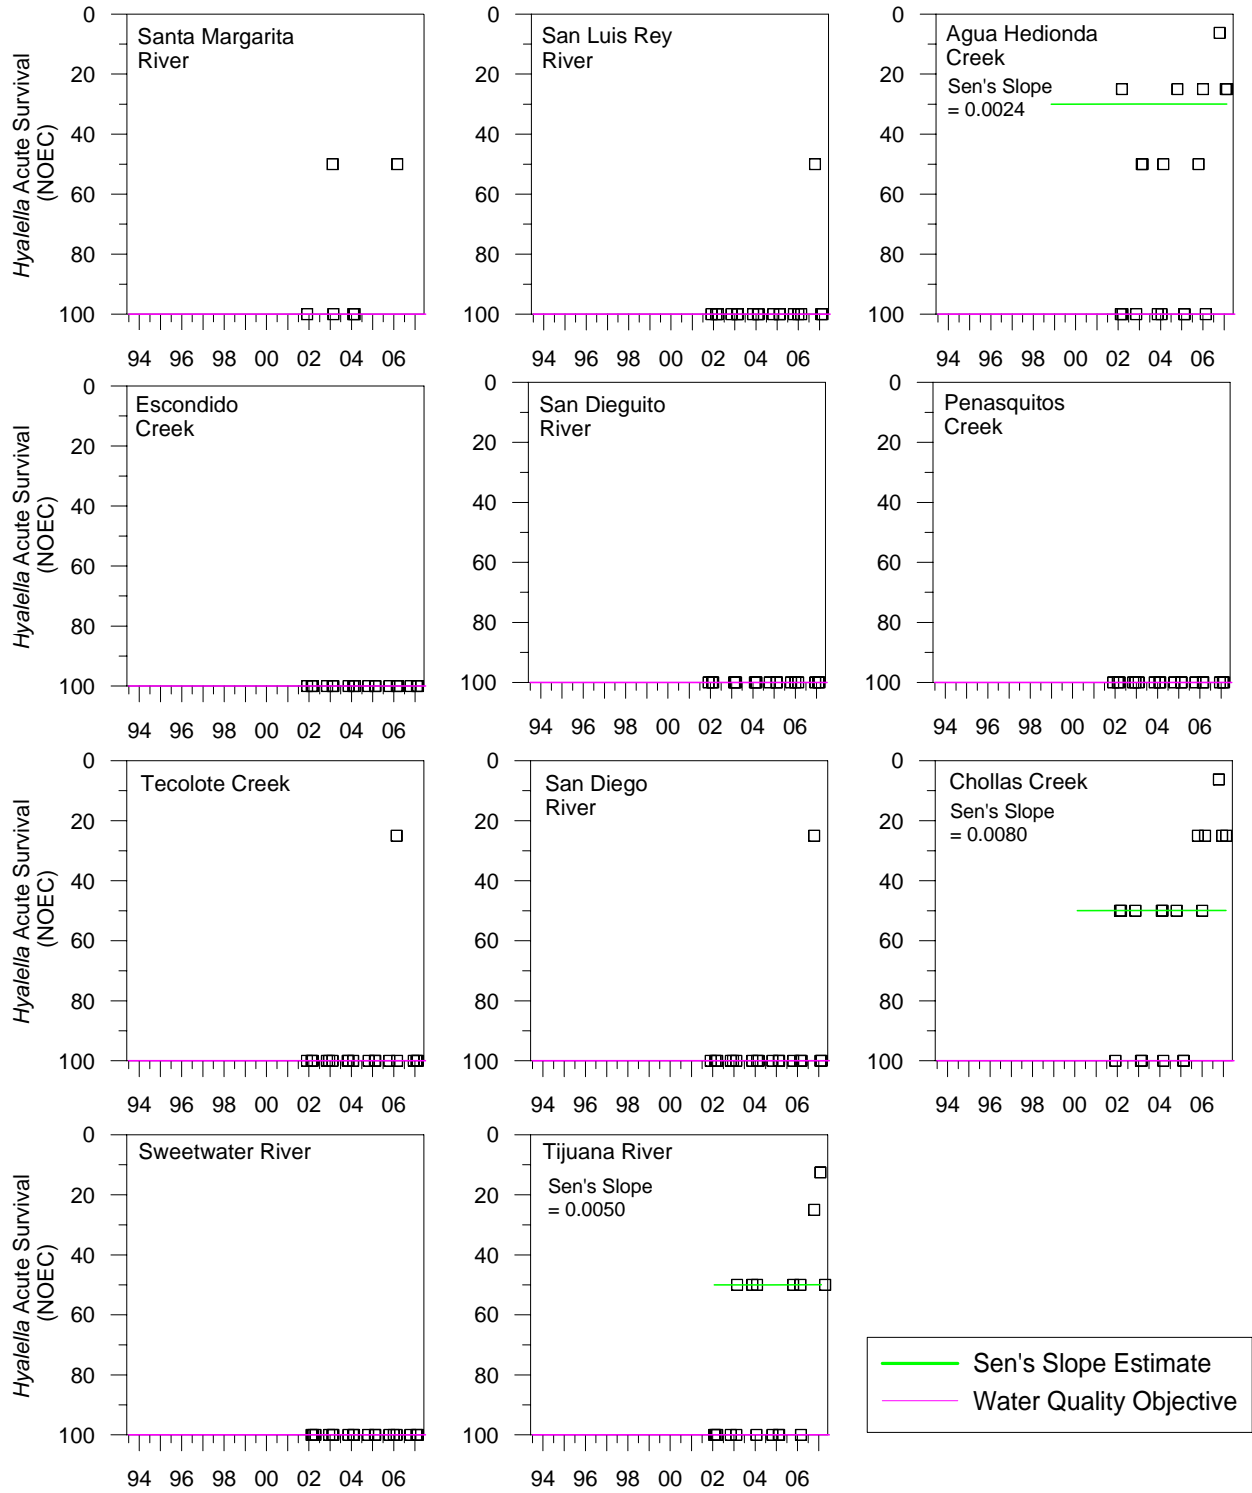 0
20
40
60
80
100
Hyalella Acute Survival
(NOEC)
Santa Margarita
River
94 96 98 00 02 04 06
0
20
40
60
80
100
San Luis Rey
River
94 96 98 00 02 04 06
0
20
40
60
80
100
Agua Hedionda
Creek
Sen's Slope
= 0.0024
94 96 98 00 02 04 06
0
20
40
60
80
100
Hyalella Acute Survival
(NOEC)
Escondido
Creek
94 96 98 00 02 04 06
0
20
40
60
80
100
San Dieguito
River
94 96 98 00 02 04 06
0
20
40
60
80
100
Penasquitos
Creek
94 96 98 00 02 04 06
0
20
40
60
80
100
Hyalella Acute Survival
(NOEC)
Tecolote Creek
94 96 98 00 02 04 06
0
20
40
60
80
100
San Diego
River
94 96 98 00 02 04 06
0
20
40
60
80
100
Chollas Creek
Sen's Slope
= 0.0080
94 96 98 00 02 04 06
0
20
40
60
80
100
Hyalella Acute Survival
(NOEC)
Sweetwater River
94 96 98 00 02 04 06
0
20
40
60
80
100
Tijuana River
Sen's Slope
= 0.0050
94 96 98 00 02 04 06
Sen's Slope Estimate
Water Quality Objective